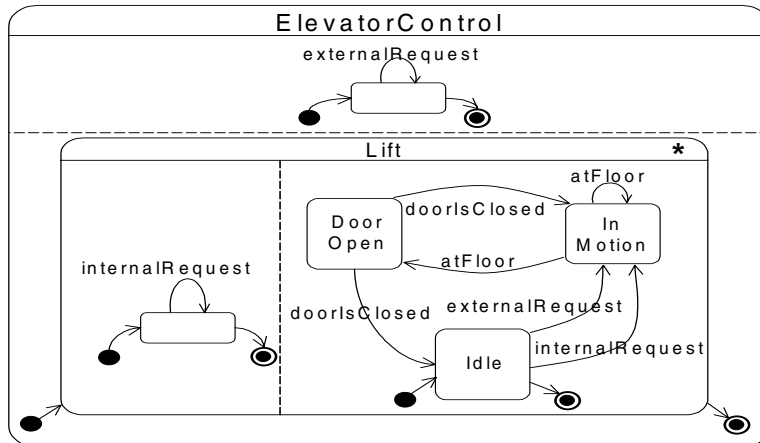 ElevatorControl
externalRequest
Lift
*
atFloor
doorIsClosed
Door
Open
In
Motion
atFloor
internalRequest
doorIsClosed
externalRequest
internalRequest
Idle